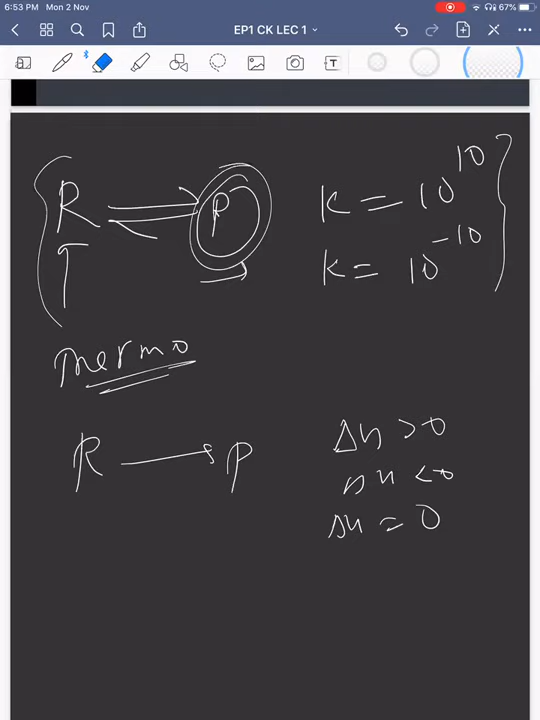 6:53 PM Mon 2 Nov 67%
EP1 CK LEC 1
R ⇌ P K = 10^10
T K = 10^-10
Thermo
R → P ΔH > 0
ΔH < 0
ΔH = 0